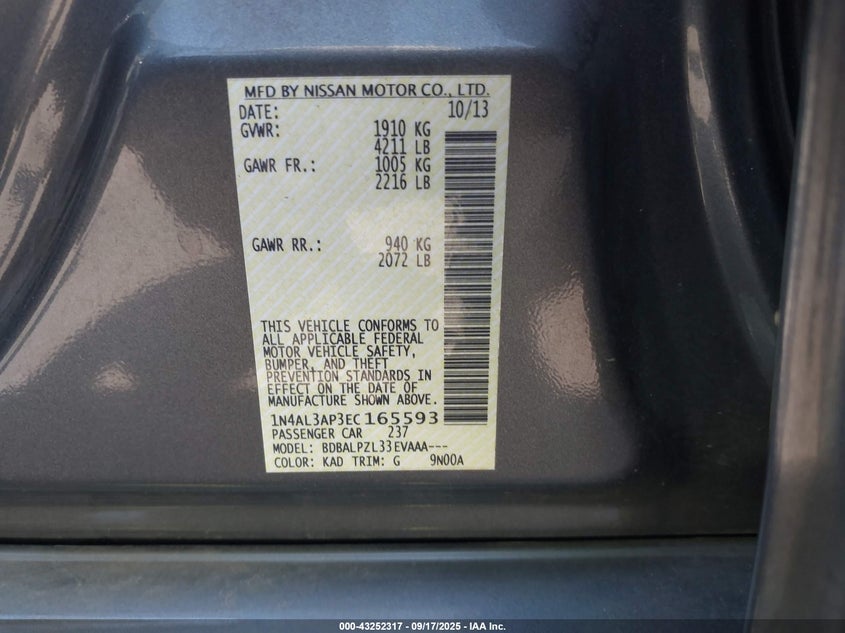 MFD BY NISSAN MOTOR CO., LTD.
DATE: 10/13
GVWR: 1910 KG
4211 LB
GAWR FR.: 1005 KG
2216 LB
GAWR RR.: 940 KG
2072 LB
THIS VEHICLE CONFORMS TO
ALL APPLICABLE FEDERAL
MOTOR VEHICLE SAFETY,
BUMPER, AND THEFT
PREVENTION STANDARDS IN
EFFECT ON THE DATE OF
MANUFACTURE SHOWN ABOVE.
1N4AL3AP3EC165593
PASSENGER CAR 237
MODEL: BDBALPZL33EVAAA---
COLOR: KAD TRIM: G 9N00A
000-43252317 - 09/17/2025 - IAA Inc.